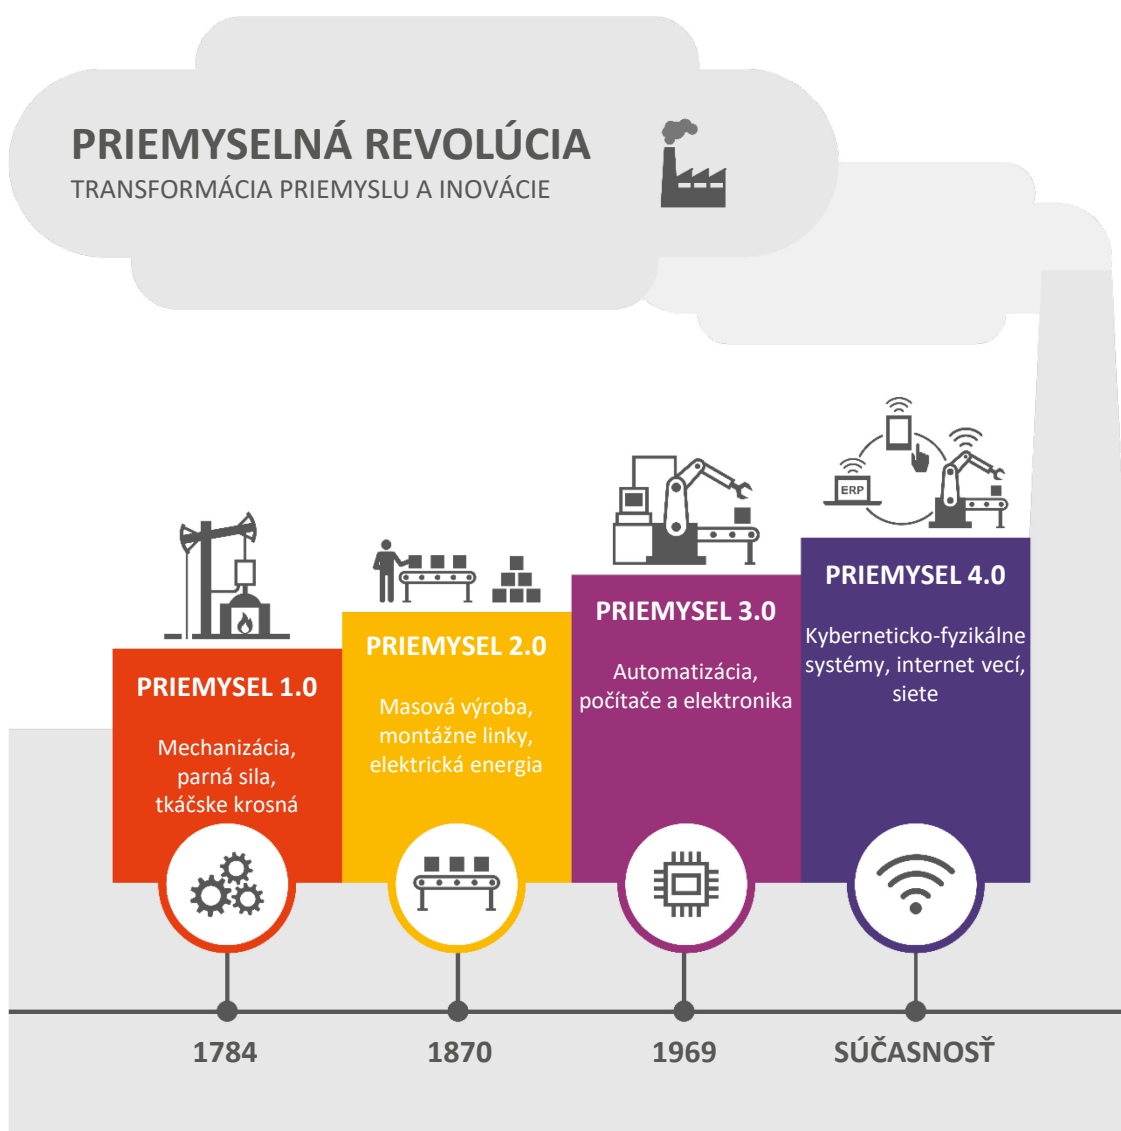 PRIEMYSELNÁ REVOLÚCIA
TRANSFORMÁCIA PRIEMYSLU A INOVÁCIE
ERP
PRIEMYSEL 1.0
Mechanizácia,
parná sila,
tkáčske krosná
PRIEMYSEL 2.0
Masová výroba,
montážne linky,
elektrická energia
PRIEMYSEL 3.0
Automatizácia,
počítače a elektronika
PRIEMYSEL 4.0
Kyberneticko-fyzikálne
systémy, internet vecí,
siete
1784
1870
1969
SÚČASNOSŤ